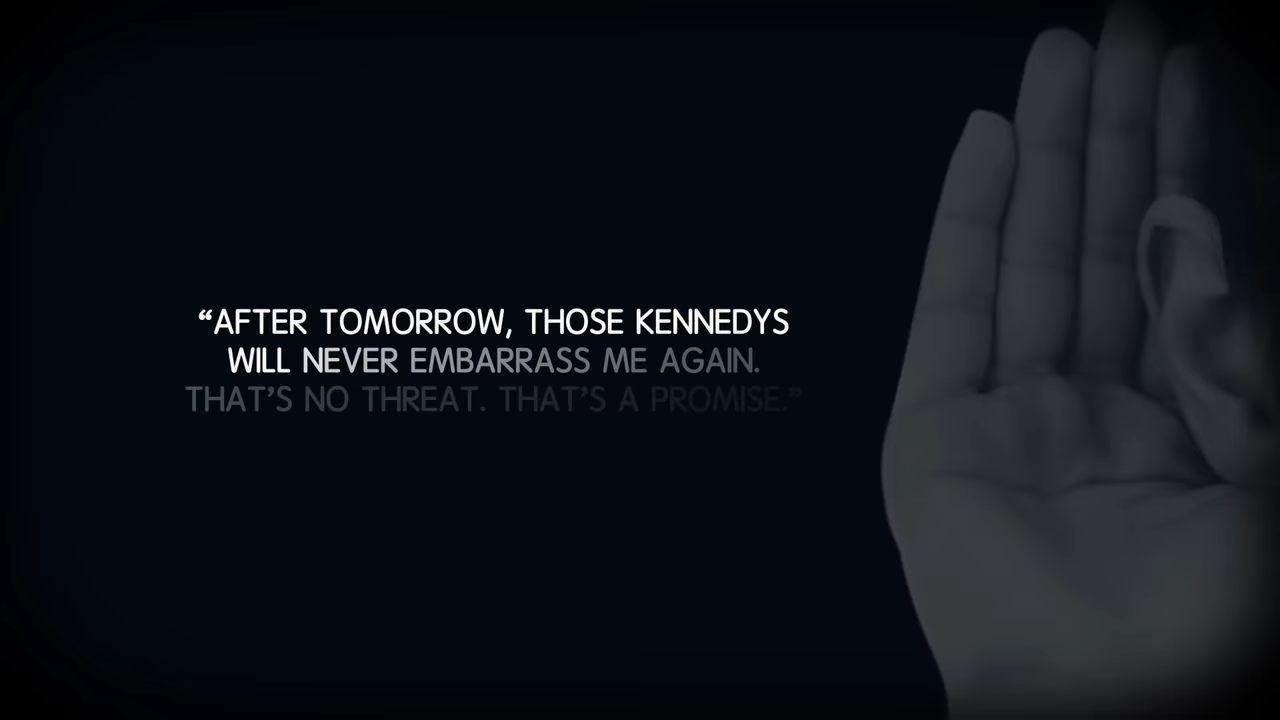 “AFTER TOMORROW, THOSE KENNEDYS
WILL NEVER EMBARRASS ME AGAIN.
THAT’S NO THREAT. THAT’S A PROMISE.”